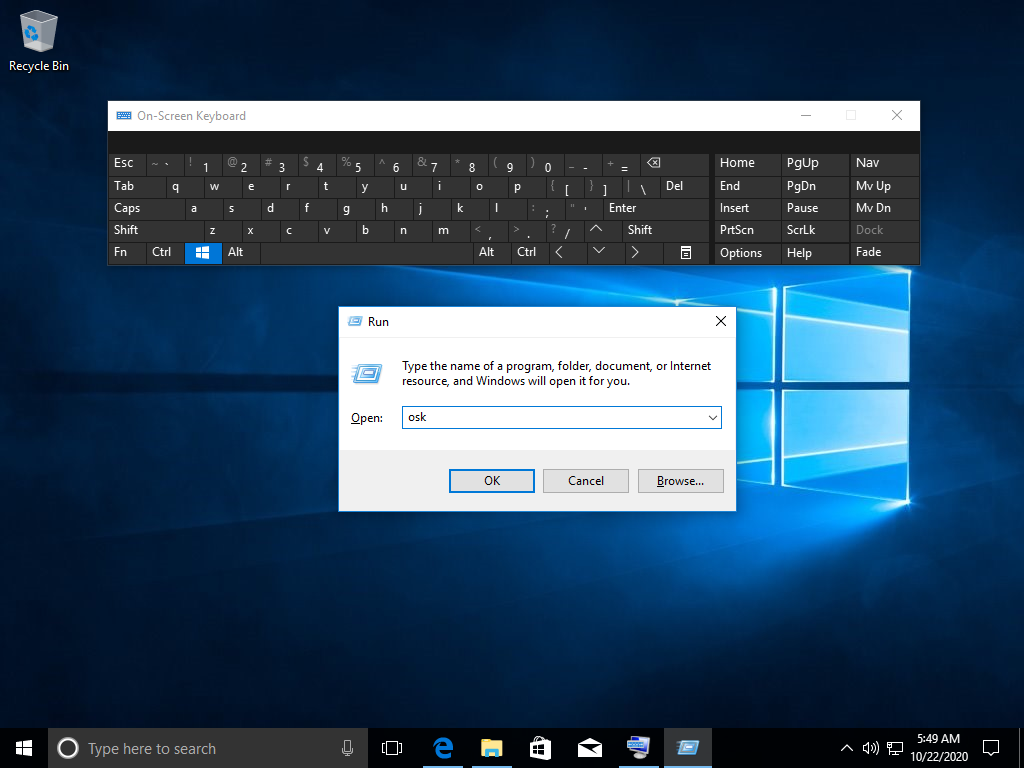 Recycle Bin
On-Screen Keyboard
Esc ~ ` ! 1 @ 2 # 3 $ 4 % 5 ^ 6 & 7 * 8 ( 9 ) 0 _ - + = Home PgUp Nav
Tab q w e r t y u i o p { [ } ] | \ Del End PgDn Mv Up
Caps a s d f g h j k l : ; " ' Enter Insert Pause Mv Dn
Shift z x c v b n m < , > . ? / Shift PrtScn ScrLk Dock
Fn Ctrl Alt Alt Ctrl Options Help Fade
Run
Type the name of a program, folder, document, or Internet
resource, and Windows will open it for you.
Open: osk
OK Cancel Browse...
Type here to search
5:49 AM
10/22/2020